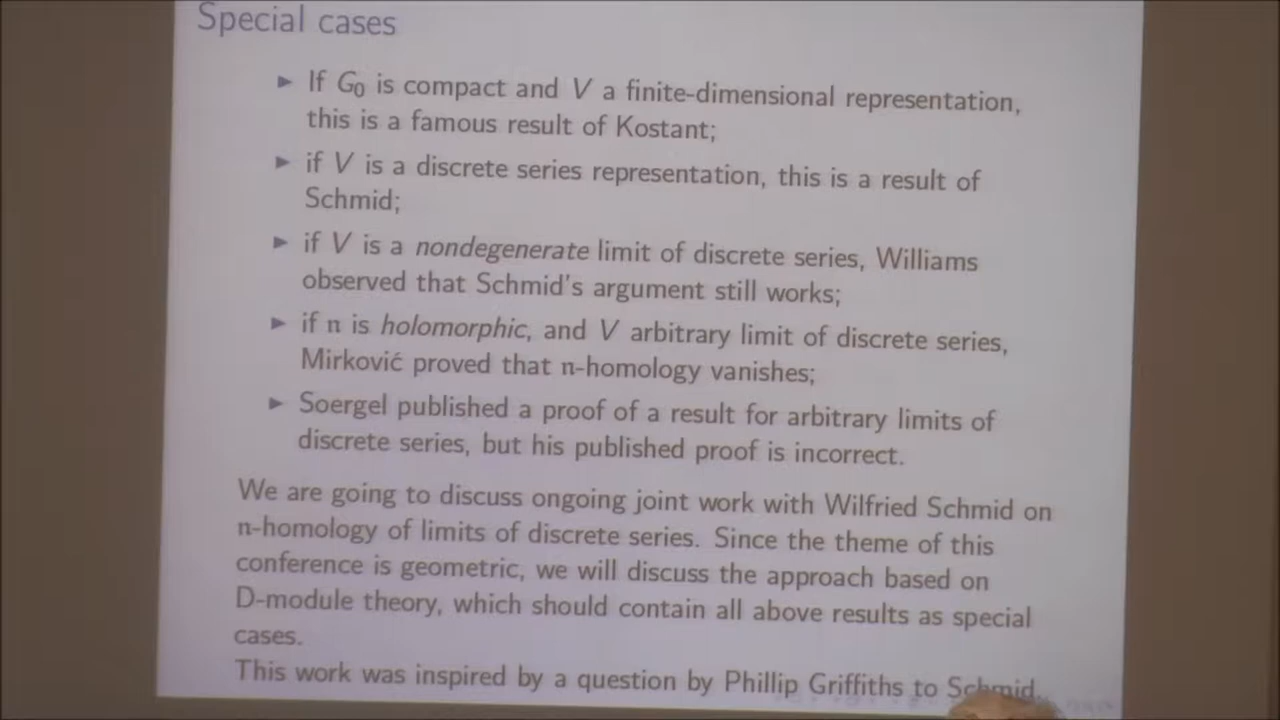 Special cases
▶ If G₀ is compact and V a finite-dimensional representation,
this is a famous result of Kostant;
▶ if V is a discrete series representation, this is a result of
Schmid;
▶ if V is a nondegenerate limit of discrete series, Williams
observed that Schmid's argument still works;
▶ if n is holomorphic, and V arbitrary limit of discrete series,
Mirković proved that n-homology vanishes;
▶ Soergel published a proof of a result for arbitrary limits of
discrete series, but his published proof is incorrect.
We are going to discuss ongoing joint work with Wilfried Schmid on
n-homology of limits of discrete series. Since the theme of this
conference is geometric, we will discuss the approach based on
D-module theory, which should contain all above results as special
cases.
This work was inspired by a question by Phillip Griffiths to Schmid.